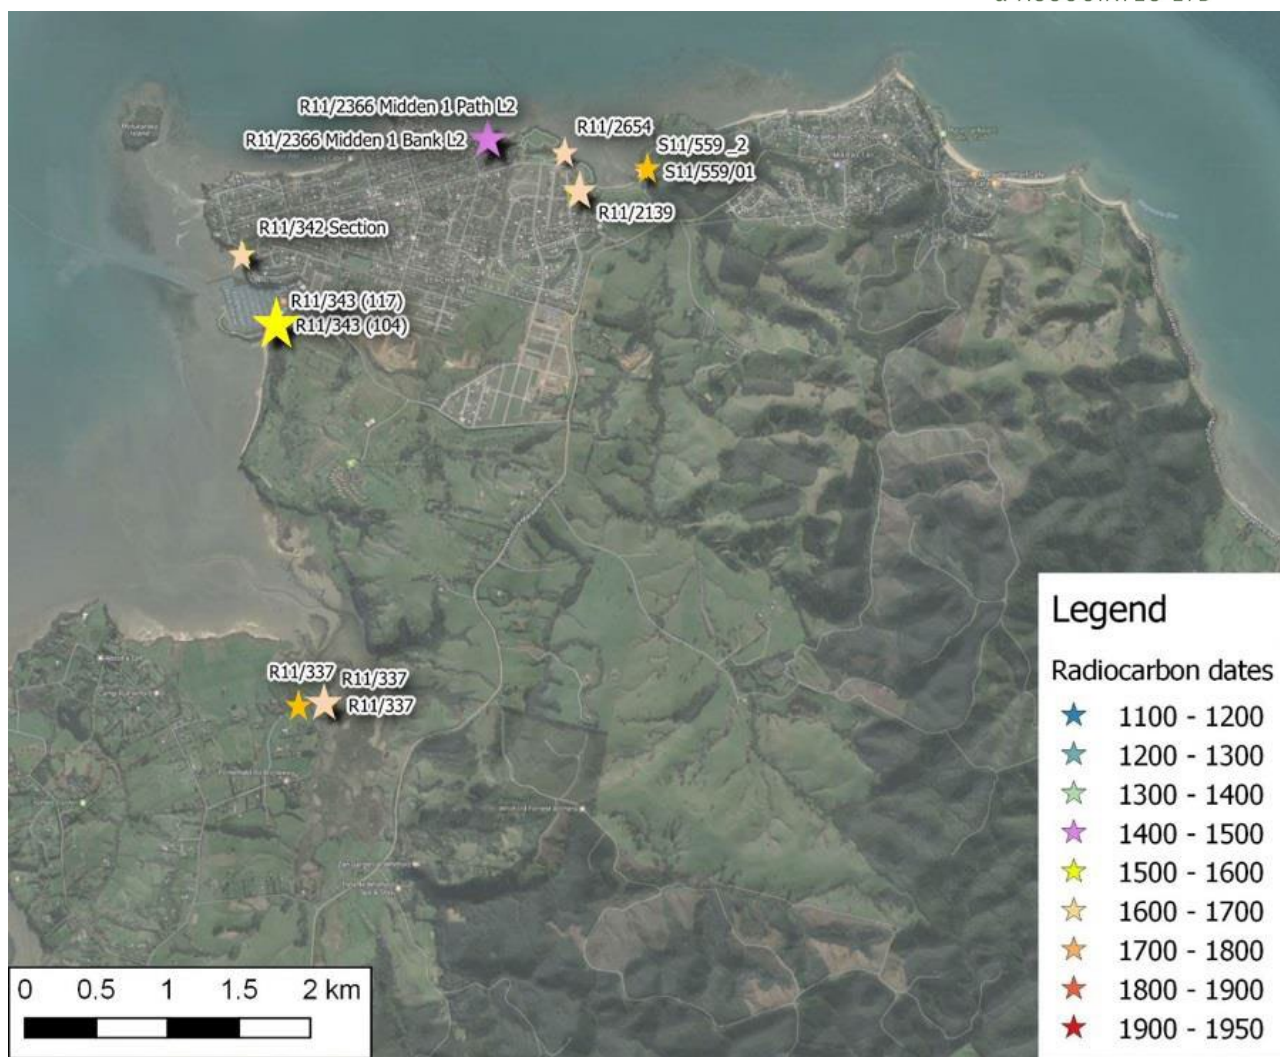 R11/2366 Midden 1 Path L2
R11/2366 Midden 1 Bank L2
R11/2654
S11/559 _2
S11/559/01
R11/2139
R11/342 Section
R11/343 (117)
R11/343 (104)
R11/337
R11/337
R11/337
Legend
Radiocarbon dates
1100 - 1200
1200 - 1300
1300 - 1400
1400 - 1500
1500 - 1600
1600 - 1700
1700 - 1800
1800 - 1900
1900 - 1950
0 0.5 1 1.5 2 km